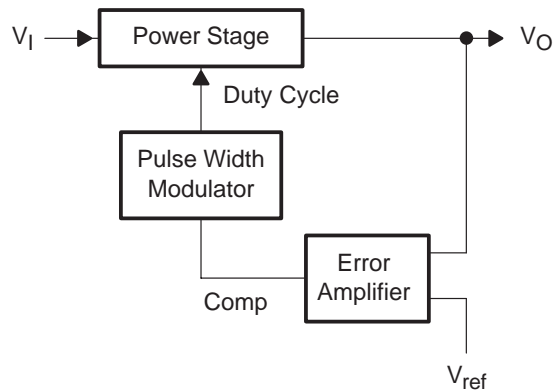 V_I
Power Stage
V_O
Duty Cycle
Pulse Width
Modulator
Error
Amplifier
Comp
V_ref